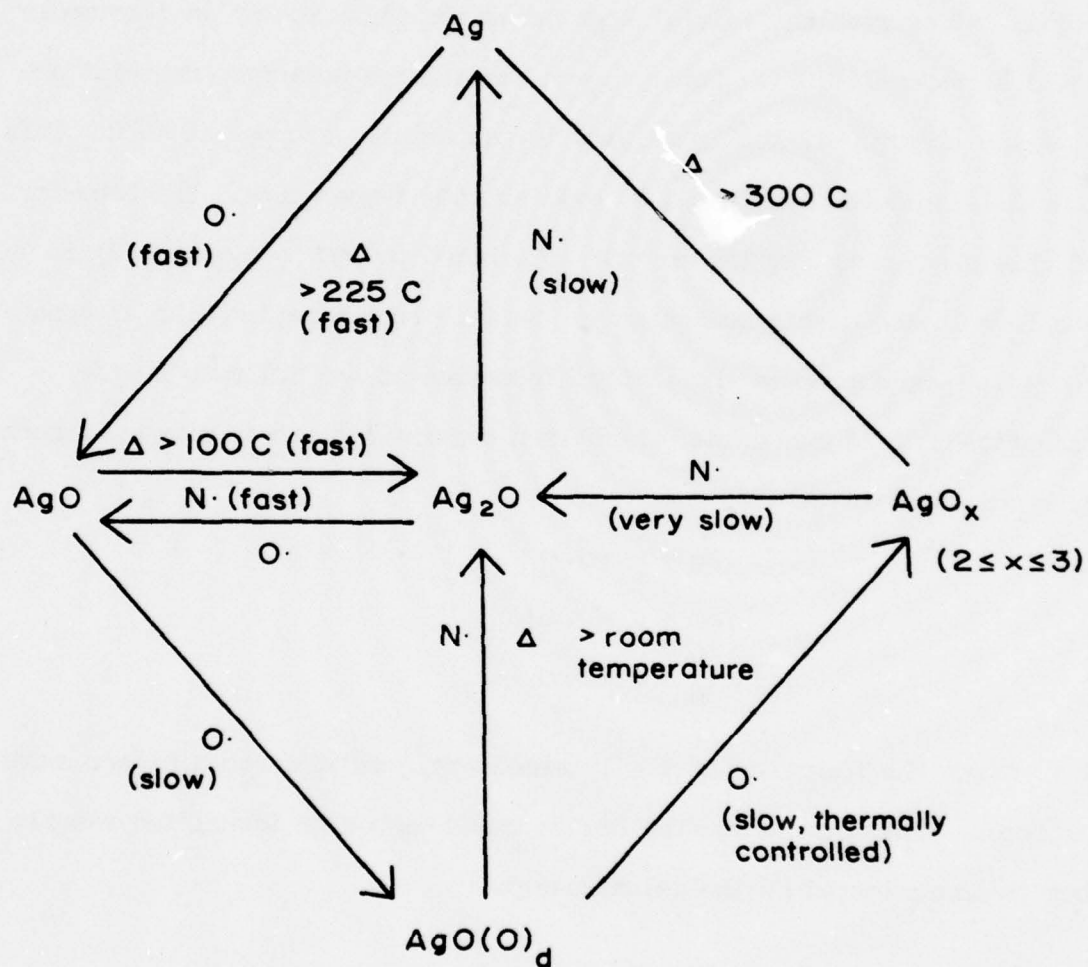 Ag
Δ
> 300 C
O·
(fast)
Δ
> 225 C
(fast)
N·
(slow)
Δ > 100 C (fast)
N·
AgO
N· (fast)
Ag₂O
(very slow)
AgOₓ
O·
(2 ≤ x ≤ 3)
N·
Δ
> room
temperature
O·
(slow)
O·
(slow, thermally
controlled)
AgO(O)d